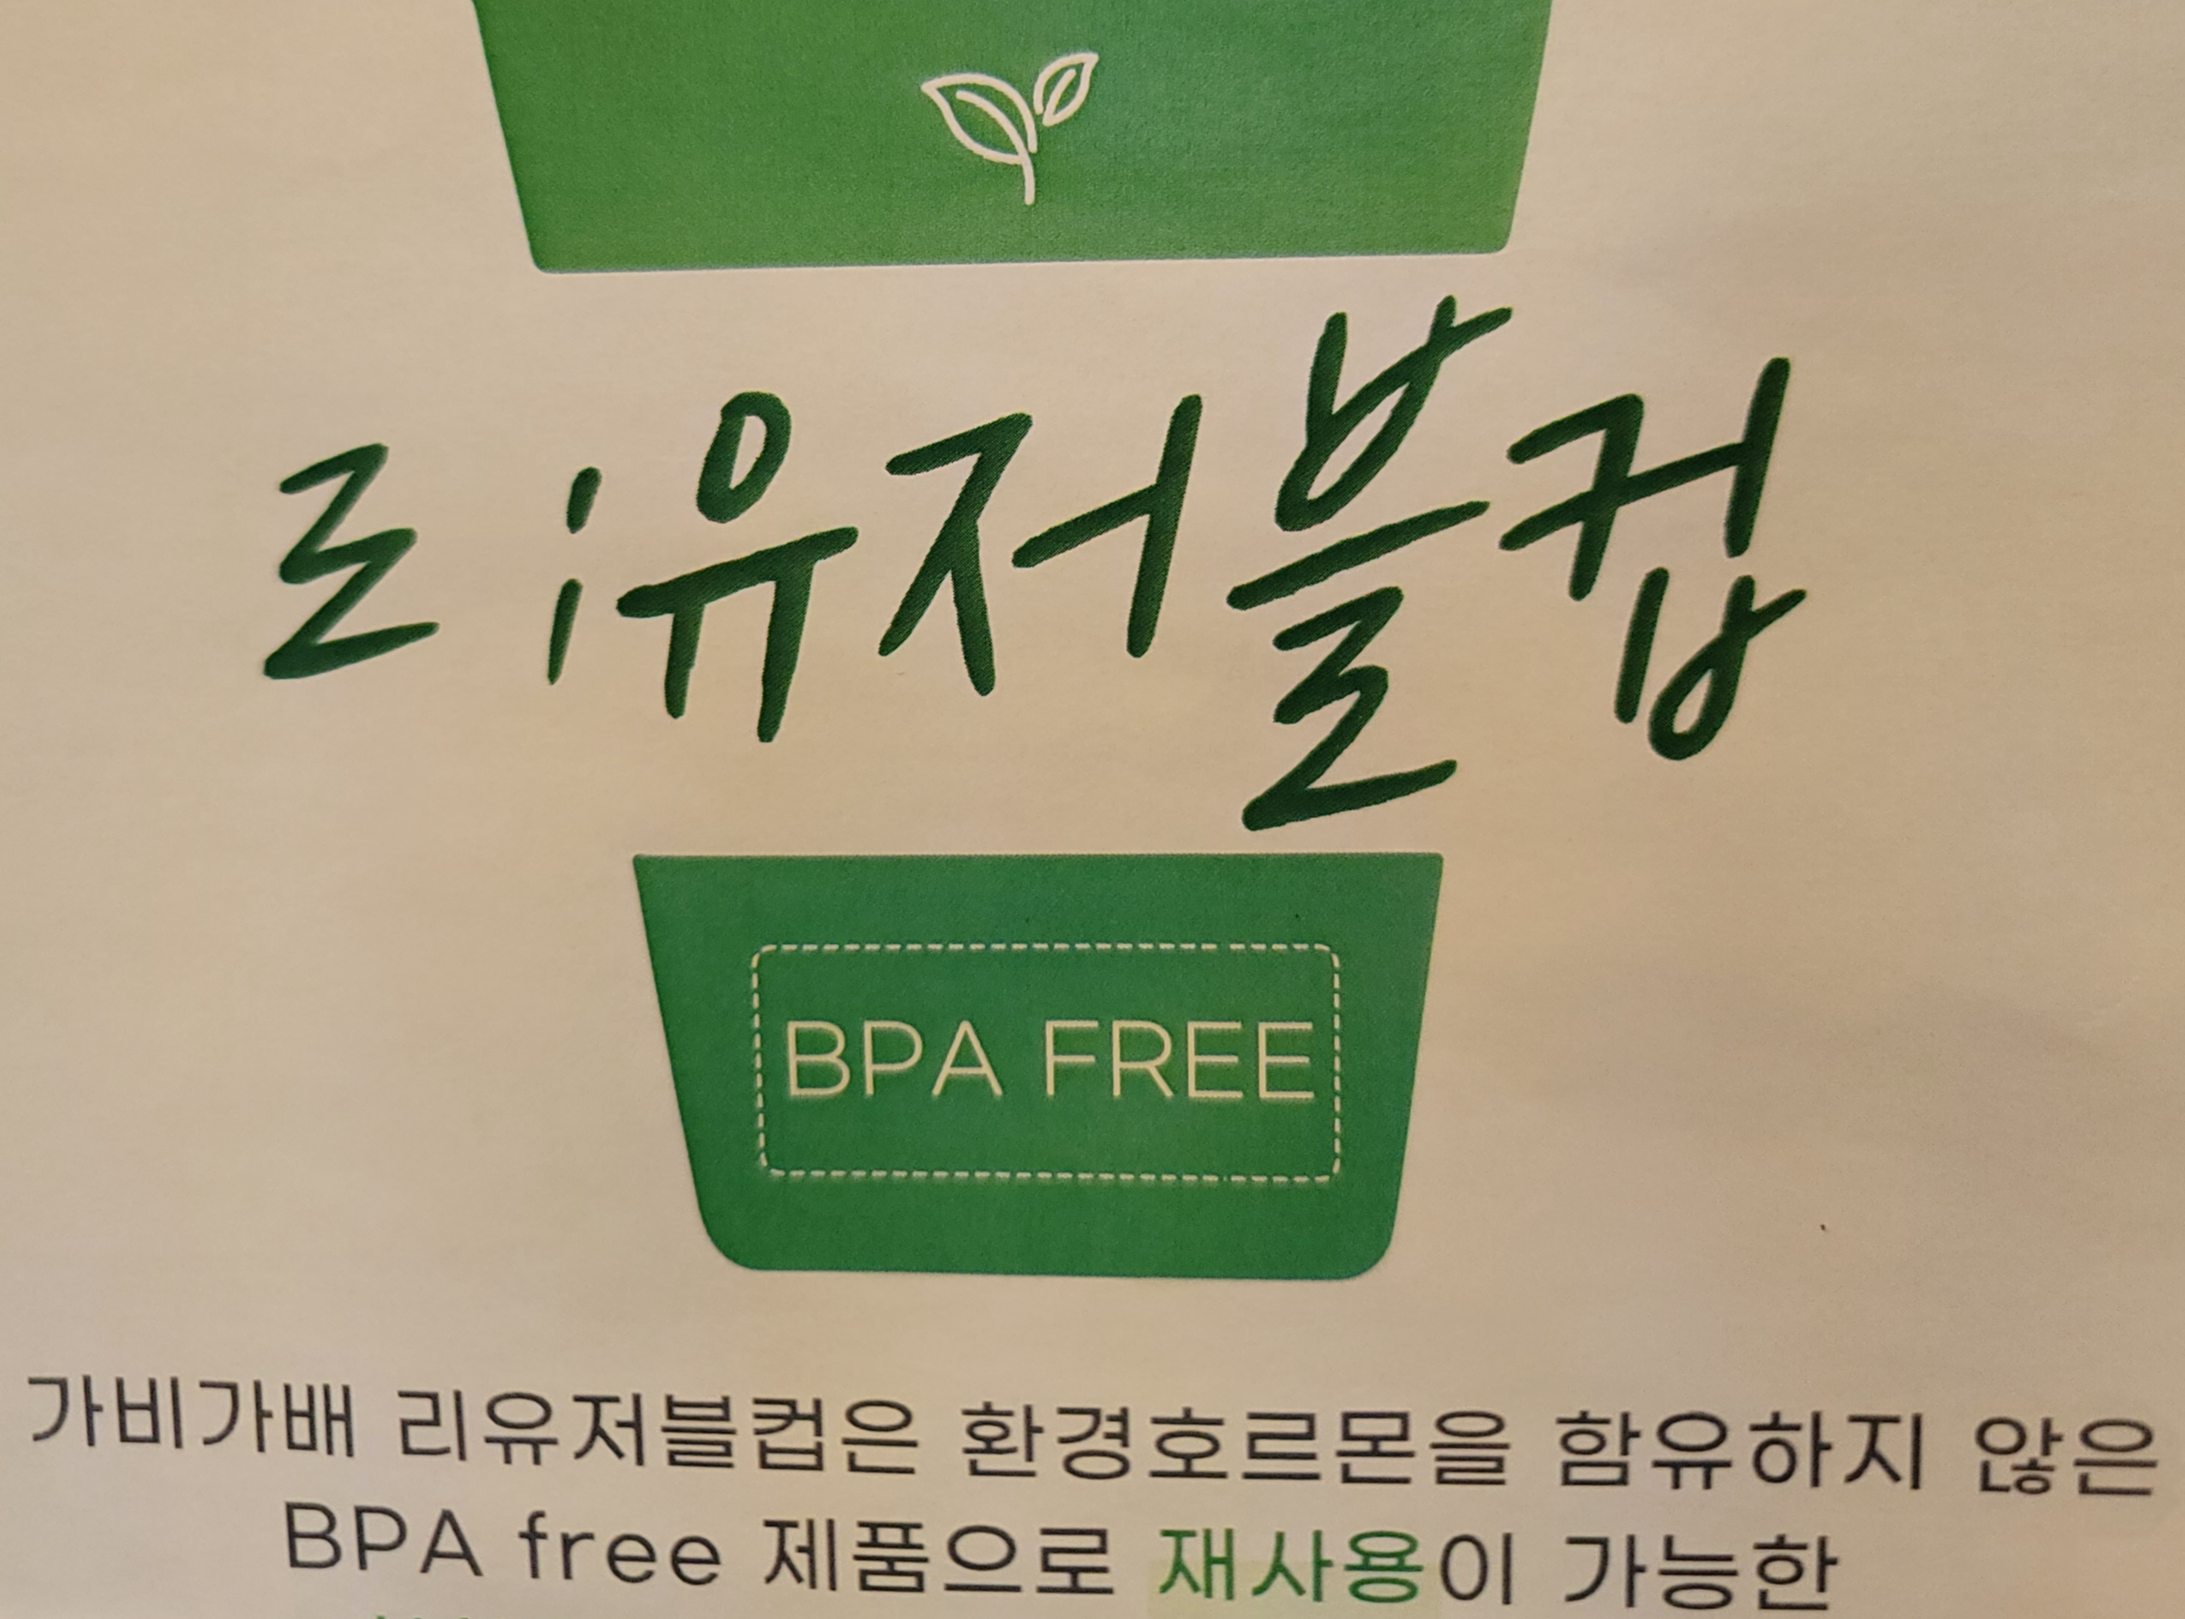 리유저블컵
BPA FREE
가비가배 리유저블컵은 환경호르몬을 함유하지 않은
BPA free 제품으로 재사용이 가능한